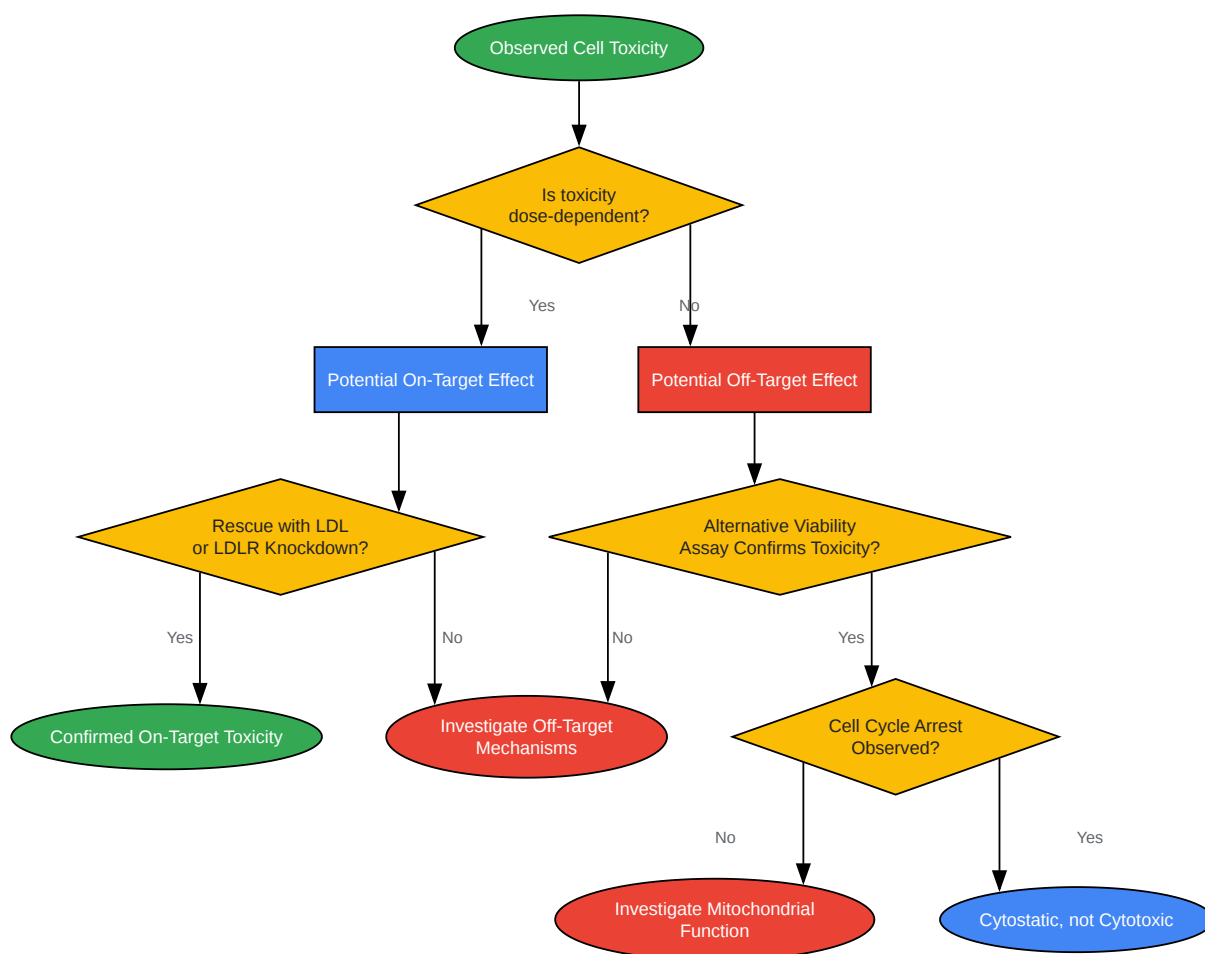 Observed Cell Toxicity
Is toxicity
dose-dependent?
Yes
No
Potential On-Target Effect
Potential Off-Target Effect
Rescue with LDL
or LDLR Knockdown?
Alternative Viability
Assay Confirms Toxicity?
Yes
No
No
Yes
Confirmed On-Target Toxicity
Investigate Off-Target
Mechanisms
Cell Cycle Arrest
Observed?
No
Yes
Investigate Mitochondrial
Function
Cytostatic, not Cytotoxic